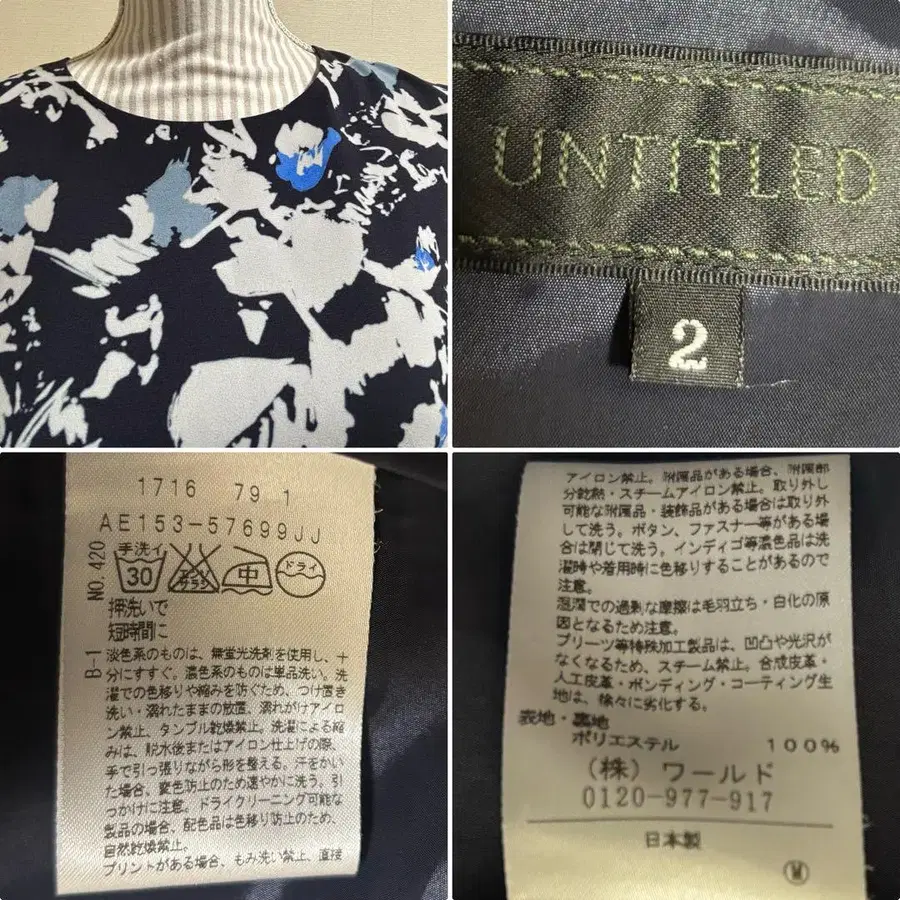 UNTITLED
2
1716 79 1
AE153-57699JJ
NO. 420
手洗イ
30
エンソサラシ
中
ドライ
押洗いで
短時間に
B-1
淡色系のものは、無蛍光洗剤を使用し、十
分にすすぐ。濃色系のものは単品洗い。洗
濯での色移りや縮みを防ぐため、つけ置き
洗い・濡れたままの放置、濡れがけアイロ
ン禁止、タンブル乾燥禁止。洗濯による縮
みは、脱水後またはアイロン仕上げの際、
手で引っ張りながら形を整える。汗をかい
た場合、変色防止のため速やかに洗う。引
っかけに注意。ドライクリーニング可能な
製品の場合、配色品は色移り防止のため、
自然乾燥禁止。
プリントがある場合、もみ洗い禁止、直接
アイロン禁止。附属品がある場合、附属部
分乾熱・スチームアイロン禁止。取り外し
可能な附属品・装飾品がある場合は取り外
して洗う。ボタン、ファスナー等がある場
合は閉じて洗う。インディゴ等濃色品は洗
濯時や着用時に色移りすることがあるので
注意。
湿潤での過剰な摩擦は毛羽立ち・白化の原
因となるため注意。
プリーツ等特殊加工製品は、凹凸や光沢が
なくなるため、スチーム禁止。合成皮革・
人工皮革・ボンディング・コーティング生
地は、徐々に劣化する。
表地・裏地
ポリエステル 100%
(株) ワールド
0120-977-917
日本製
W